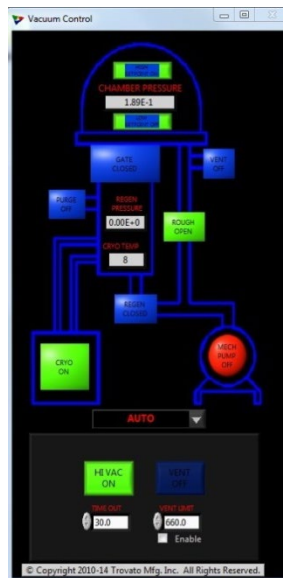 Vacuum Control
CHAMBER PRESSURE
1.89E-1
GATE
CLOSED
VENT
OFF
PURGE
OFF
REGEN
PRESSURE
0.00E+0
ROUGH
OPEN
CRYO TEMP
8
REGEN
CLOSED
CRYO
ON
MECH
PUMP
OFF
AUTO
HI VAC
ON
VENT
OFF
TIME OUT
30.0
VENT LIMIT
660.0
Enable
© Copyright 2010-14 Trovato Mfg. Inc. All Rights Reserved.